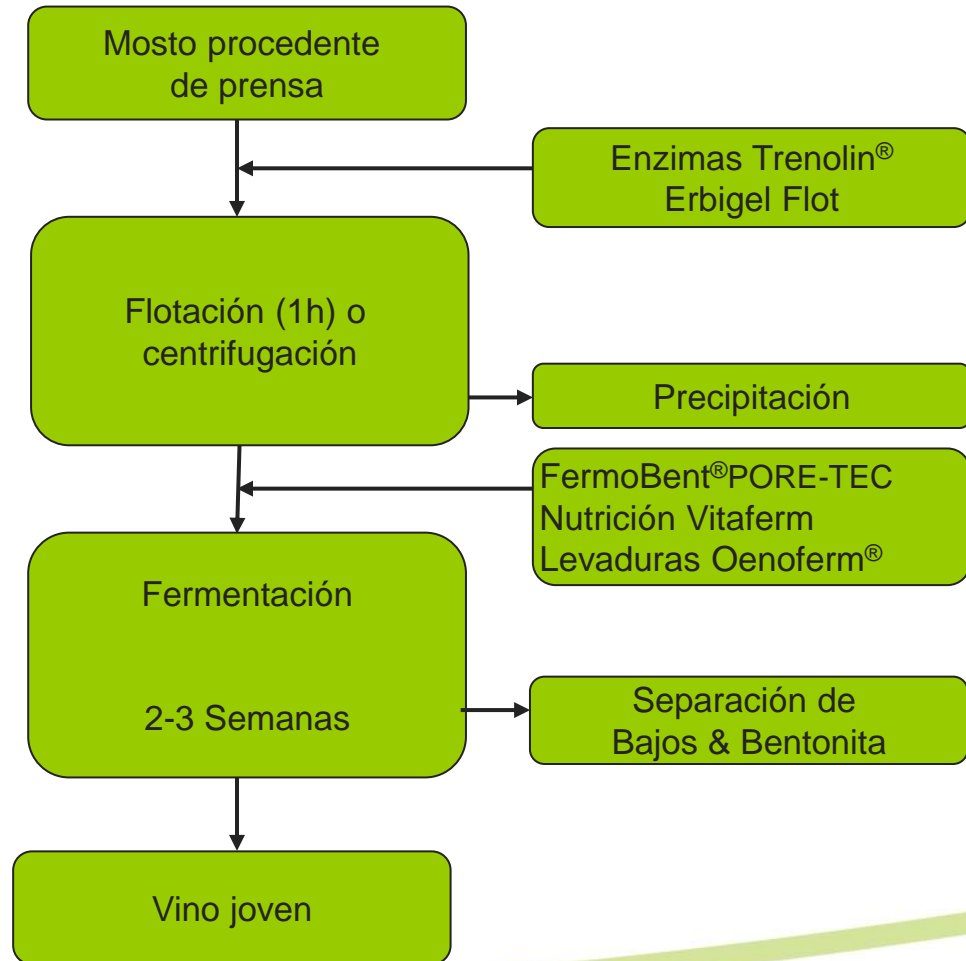 Mosto procedente
de prensa
Enzimas Trenolin®
Erbigel Flot
Flotación (1h) o
centrifugación
Precipitación
FermoBent®PORE-TEC
Nutrición Vitaferm
Levaduras Oenoferm®
Fermentación
2-3 Semanas
Separación de
Bajos & Bentonita
Vino joven